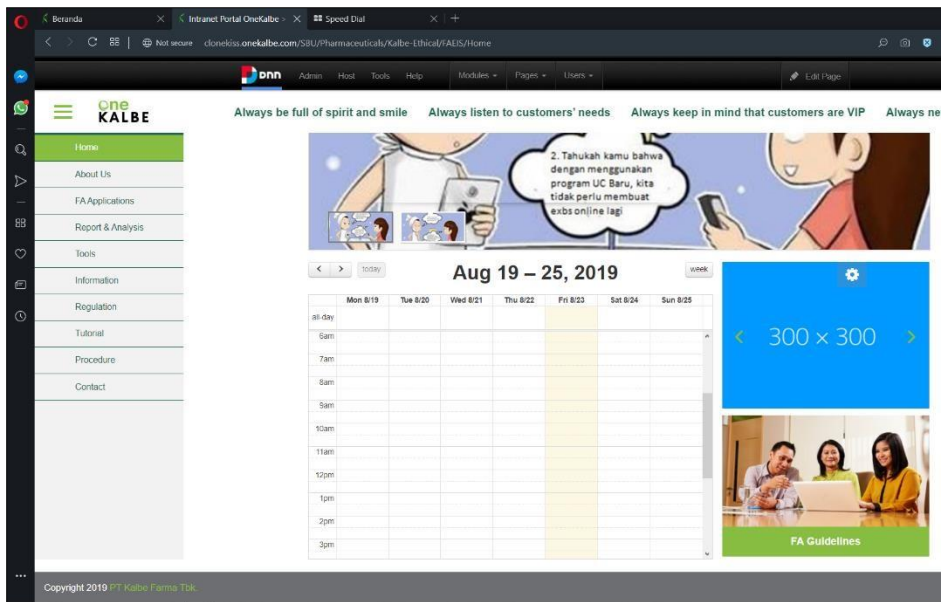 Beranda
Intranet Portal OneKalbe >
Speed Dial
Not secure
clonekiss.onekalbe.com/SBU/Pharmaceuticals/Kalbe-Ethical/FAEIS/Home
DNN Admin Host Tools Help Modules Pages Users Edit Page
One
KALBE
Always be full of spirit and smile Always listen to customers' needs Always keep in mind that customers are VIP Always ne
Home
About Us
FA Applications
Report & Analysis
Tools
Information
Regulation
Tutorial
Procedure
Contact
2. Tahukah kamu bahwa
dengan menggunakan
program UC Baru, kita
tidak perlu membuat
exbs online lagi
today
Aug 19 – 25, 2019
week
Mon 8/19 Tue 8/20 Wed 8/21 Thu 8/22 Fri 8/23 Sat 8/24 Sun 8/25
all-day
6am
7am
8am
9am
10am
11am
12pm
1pm
2pm
3pm
300 × 300
FA Guidelines
Copyright 2019 PT Kalbe Farma Tbk.